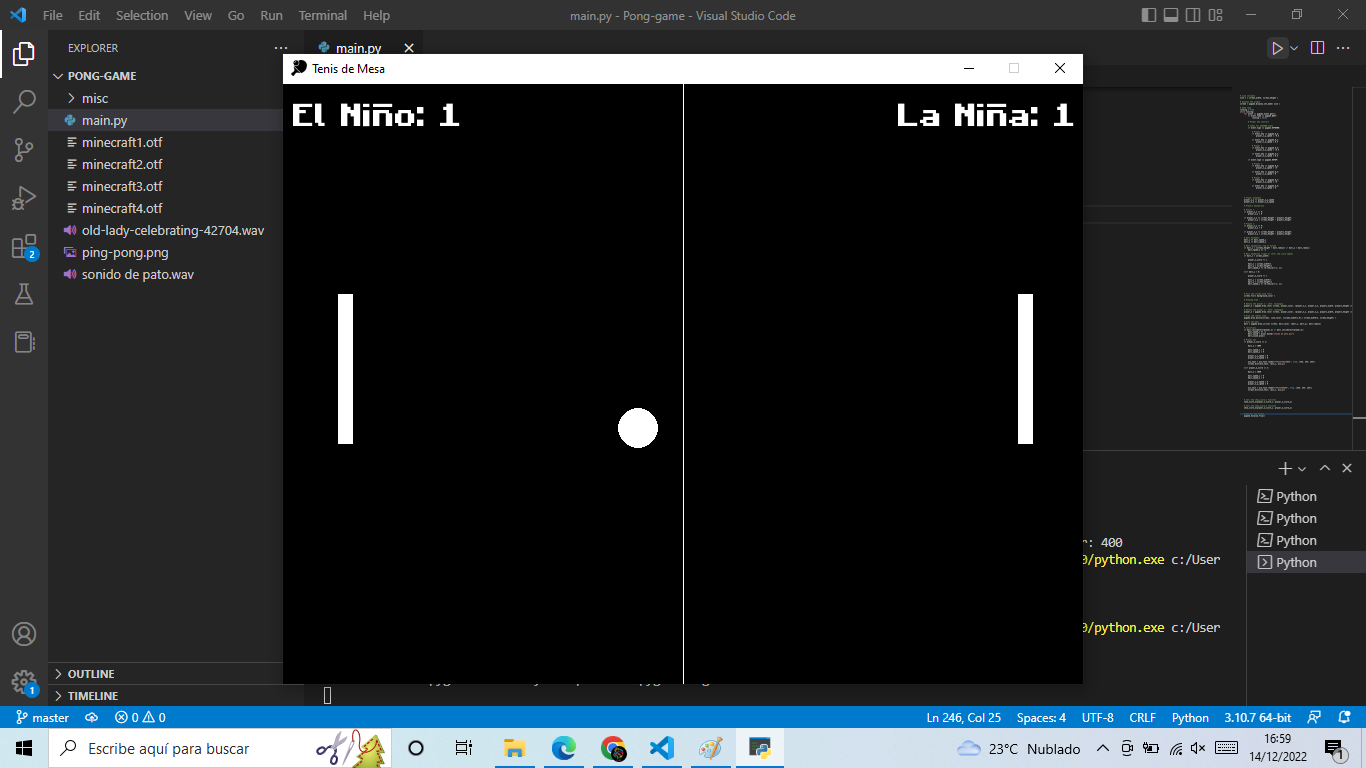 File Edit Selection View Go Run Terminal Help
main.py - Pong-game - Visual Studio Code
EXPLORER
main.py
PONG-GAME
misc
main.py
minecraft1.otf
minecraft2.otf
minecraft3.otf
minecraft4.otf
old-lady-celebrating-42704.wav
ping-pong.png
sonido de pato.wav
2
Tenis de Mesa
El Niño: 1
La Niña: 1
Python
Python
Python
Python
: 400
/python.exe c:/User
/python.exe c:/User
OUTLINE
TIMELINE
1
master
0 0
Ln 246, Col 25
Spaces: 4
UTF-8
CRLF
Python
3.10.7 64-bit
Escribe aquí para buscar
23°C Nublado
16:59
14/12/2022
1